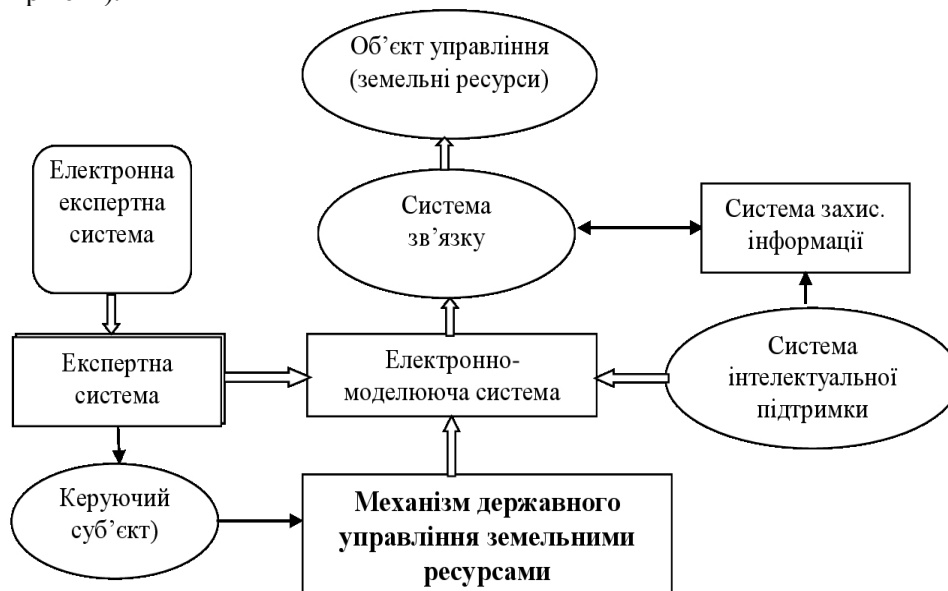 Об’єкт управління
(земельні ресурси)
Електронна
експертна
система
Система
зв’язку
Система захис.
інформації
Експертна
система
Електронно-
моделююча система
Система
інтелектуальної
підтримки
Керуючий
суб’єкт)
Механізм державного
управління земельними
ресурсами